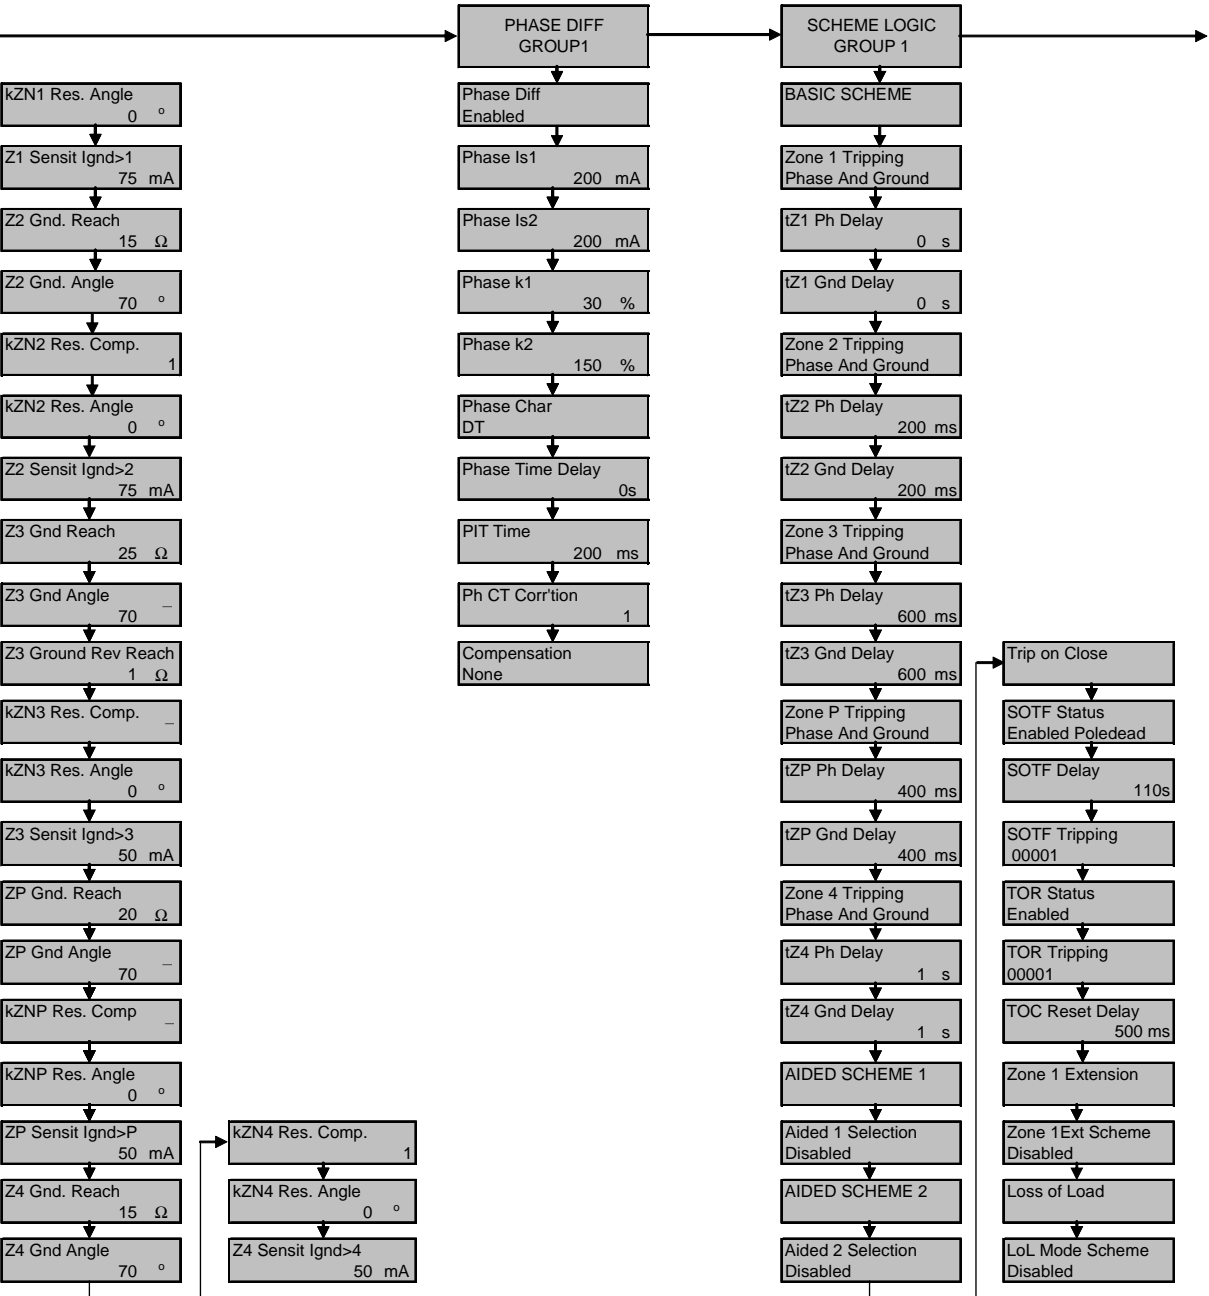 kZN1 Res. Angle
0 º
Z1 Sensit Ignd>1
75 mA
Z2 Gnd. Reach
15 Ω
Z2 Gnd. Angle
70 º
kZN2 Res. Comp.
1
kZN2 Res. Angle
0 º
Z2 Sensit Ignd>2
75 mA
Z3 Gnd Reach
25 Ω
Z3 Gnd Angle _
70
Z3 Ground Rev Reach
1 Ω
kZN3 Res. Comp. _
kZN3 Res. Angle
0 º
Z3 Sensit Ignd>3
50 mA
ZP Gnd. Reach
20 Ω
ZP Gnd Angle _
70
kZNP Res. Comp _
kZNP Res. Angle
0 º
ZP Sensit Ignd>P
50 mA
Z4 Gnd. Reach
15 Ω
Z4 Gnd Angle
70 º
kZN4 Res. Comp.
1
kZN4 Res. Angle
0 º
Z4 Sensit Ignd>4
50 mA
PHASE DIFF
GROUP1
Phase Diff
Enabled
Phase Is1
200 mA
Phase Is2
200 mA
Phase k1
30 %
Phase k2
150 %
Phase Char
DT
Phase Time Delay
0s
PIT Time
200 ms
Ph CT Corr'tion
1
Compensation
None
SCHEME LOGIC
GROUP 1
BASIC SCHEME
Zone 1 Tripping
Phase And Ground
tZ1 Ph Delay
0 s
tZ1 Gnd Delay
0 s
Zone 2 Tripping
Phase And Ground
tZ2 Ph Delay
200 ms
tZ2 Gnd Delay
200 ms
Zone 3 Tripping
Phase And Ground
tZ3 Ph Delay
600 ms
tZ3 Gnd Delay
600 ms
Zone P Tripping
Phase And Ground
tZP Ph Delay
400 ms
tZP Gnd Delay
400 ms
Zone 4 Tripping
Phase And Ground
tZ4 Ph Delay
1 s
tZ4 Gnd Delay
1 s
AIDED SCHEME 1
Aided 1 Selection
Disabled
AIDED SCHEME 2
Aided 2 Selection
Disabled
Trip on Close
SOTF Status
Enabled Poledead
SOTF Delay
110s
SOTF Tripping
00001
TOR Status
Enabled
TOR Tripping
00001
TOC Reset Delay
500 ms
Zone 1 Extension
Zone 1Ext Scheme
Disabled
Loss of Load
LoL Mode Scheme
Disabled